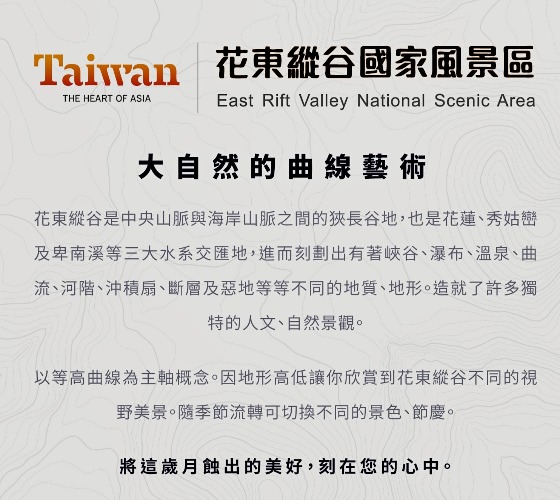 Taiwan
THE HEART OF ASIA
花東縱谷國家風景區
East Rift Valley National Scenic Area
大自然的曲線藝術
花東縱谷是中央山脈與海岸山脈之間的狹長谷地,也是花蓮、秀姑巒
及卑南溪等三大水系交匯地,進而刻劃出有著峽谷、瀑布、溫泉、曲
流、河階、沖積扇、斷層及惡地等等不同的地質、地形。造就了許多獨
特的人文、自然景觀。
以等高曲線為主軸概念。因地形高低讓你欣賞到花東縱谷不同的視
野美景。隨季節流轉可切換不同的景色、節慶。
將這歲月蝕出的美好,刻在您的心中。